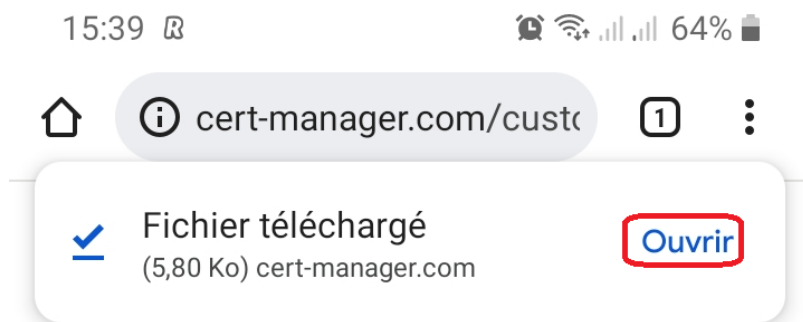 15:39 R 64%
cert-manager.com/custo
1
Fichier téléchargé
Ouvrir
(5,80 Ko) cert-manager.com